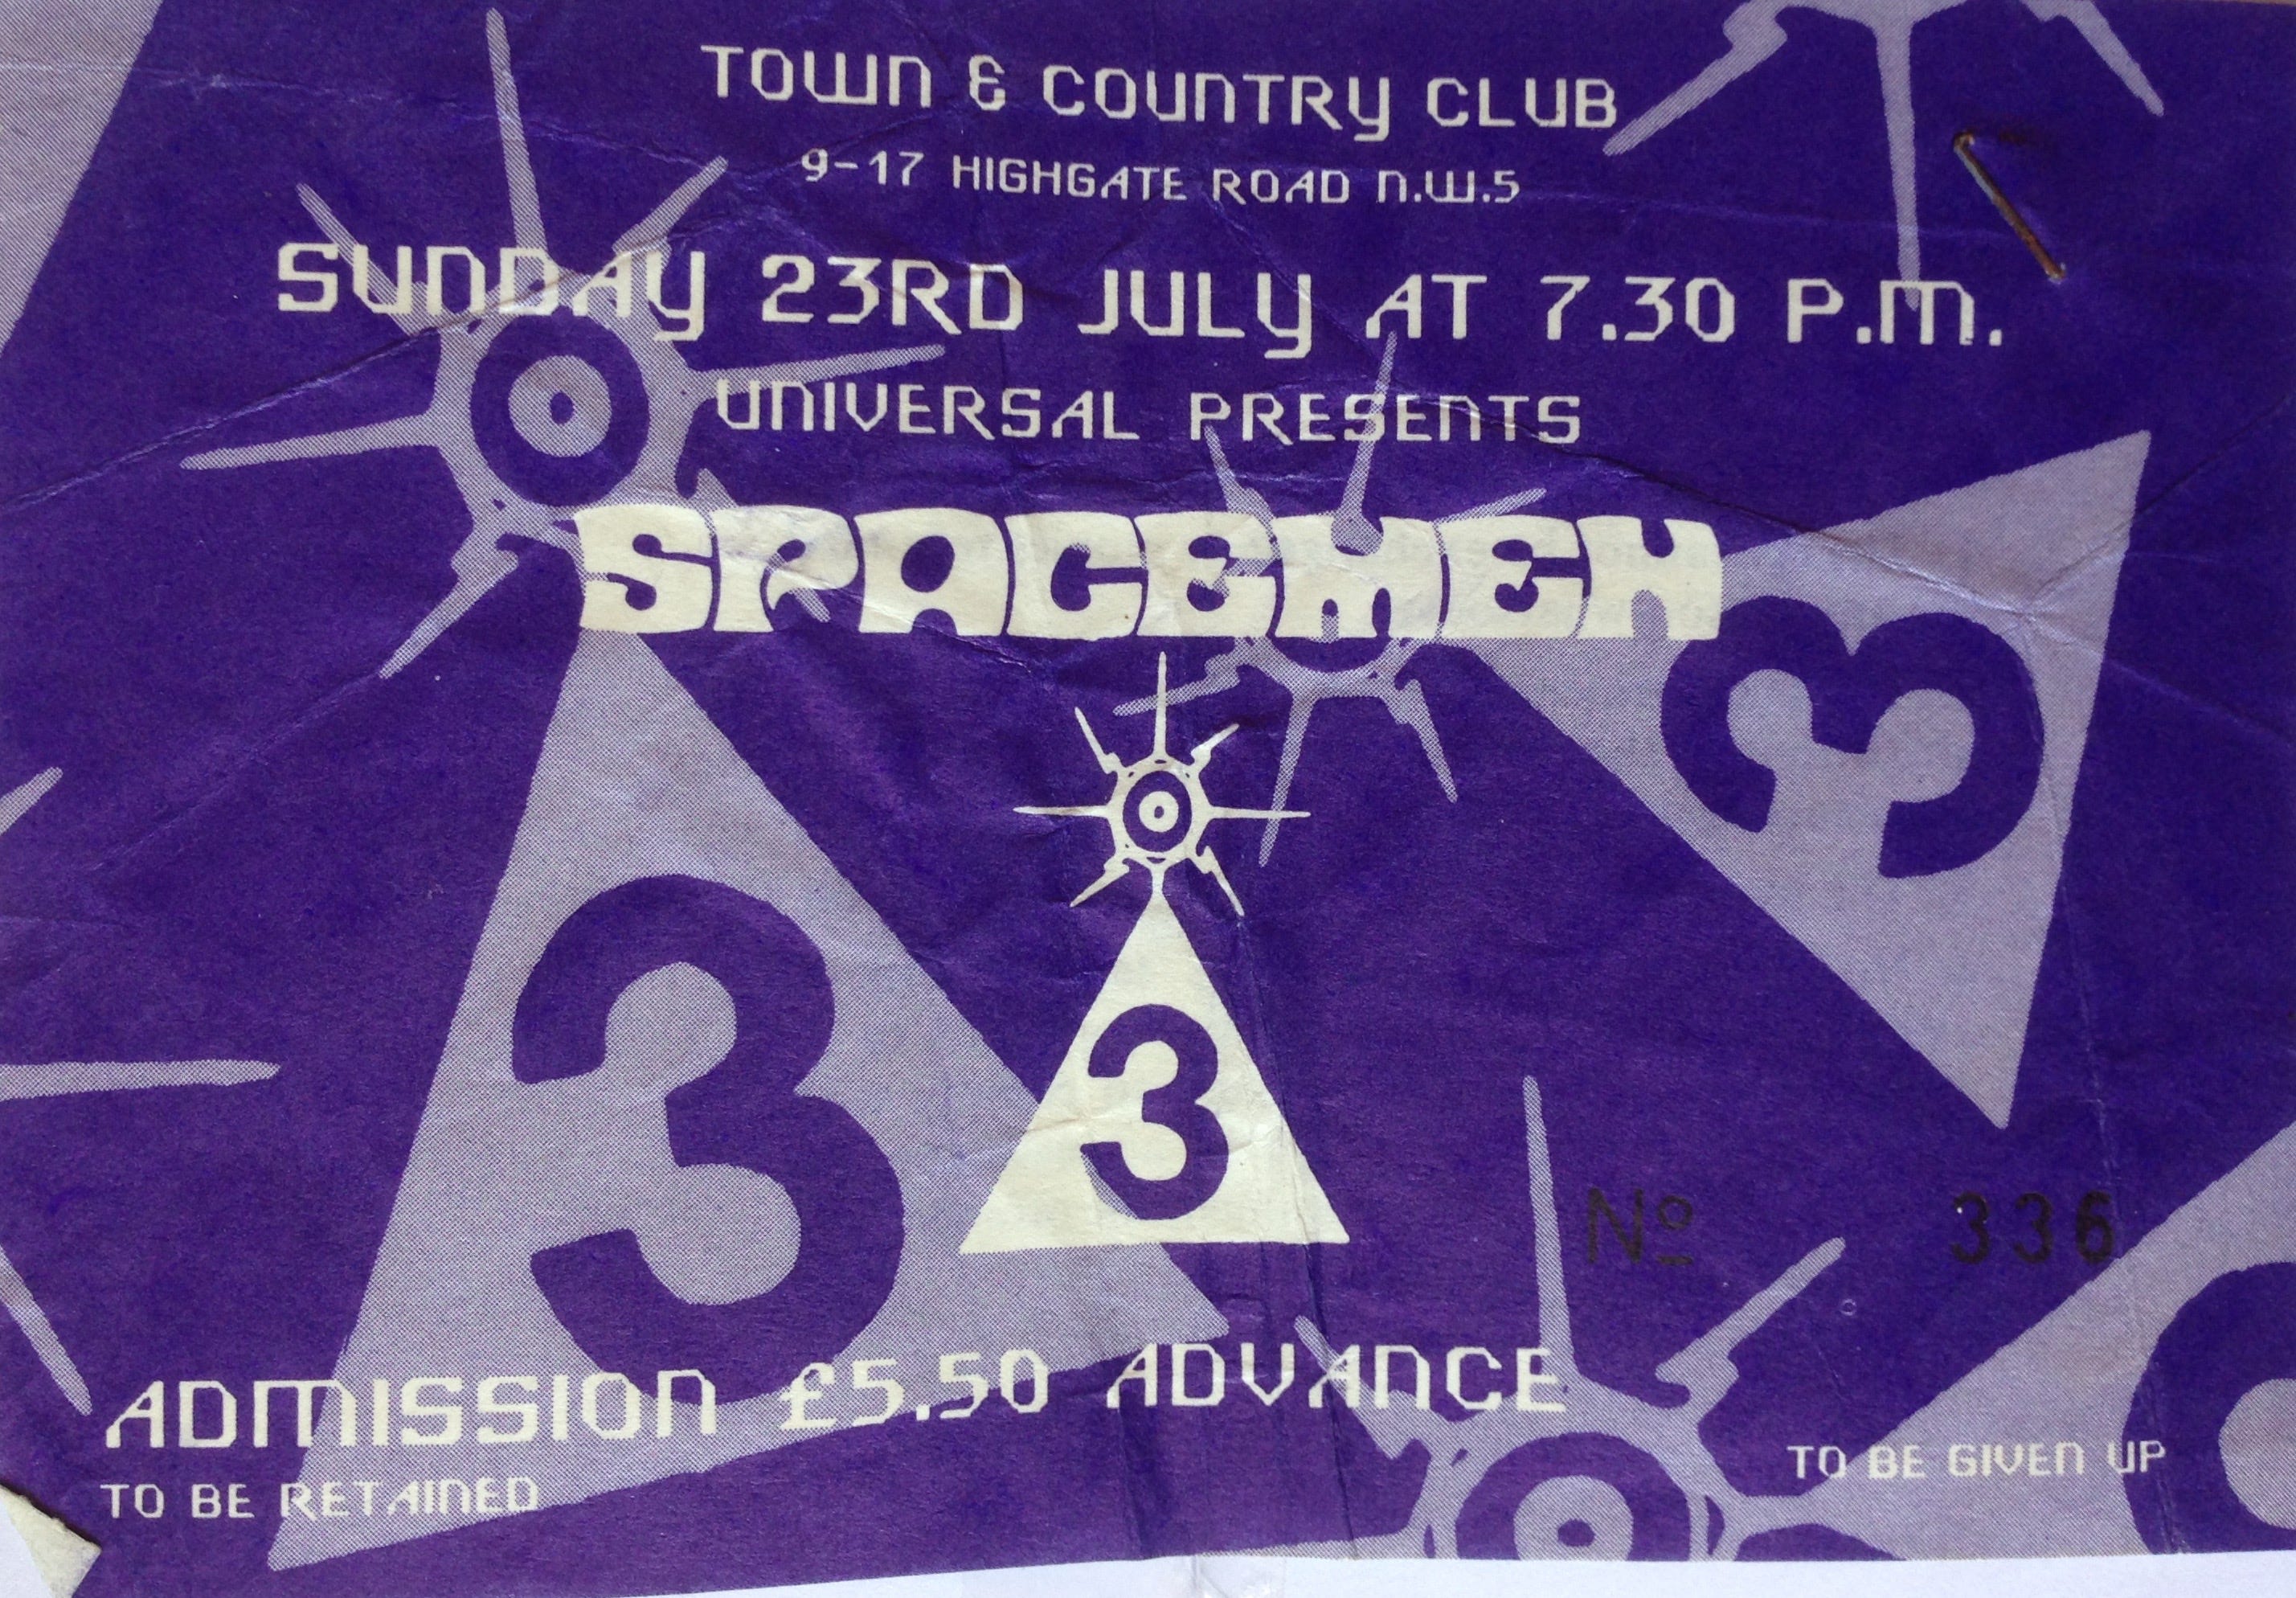 TOWN & COUNTRY CLUB
9-17 HIGHGATE ROAD N.W.5
SUNDAY 23RD JULY AT 7.30 P.M.
UNIVERSAL PRESENTS
SPACEMEN
3
3
3
Nº 336
ADMISSION £5.50 ADVANCE
TO BE RETAINED
TO BE GIVEN UP